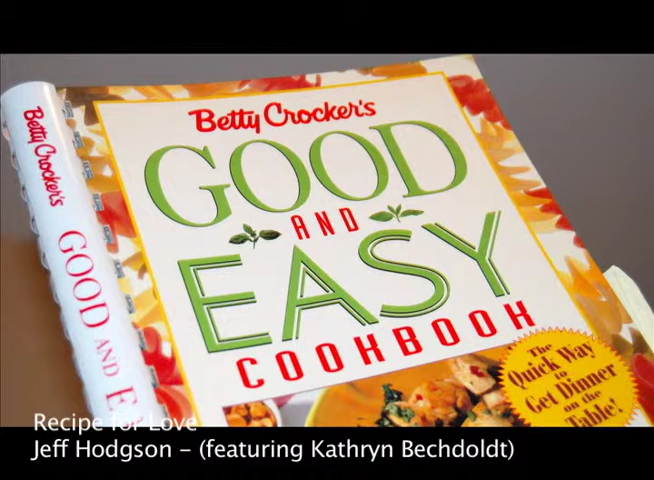 Betty Crocker's
GOOD
AND
EASY
COOKBOOK
Betty Crocker's
GOOD AND E
The
Quick Way
to
Get Dinner
on the
Table!
Recipe for Love
Jeff Hodgson – (featuring Kathryn Bechdoldt)